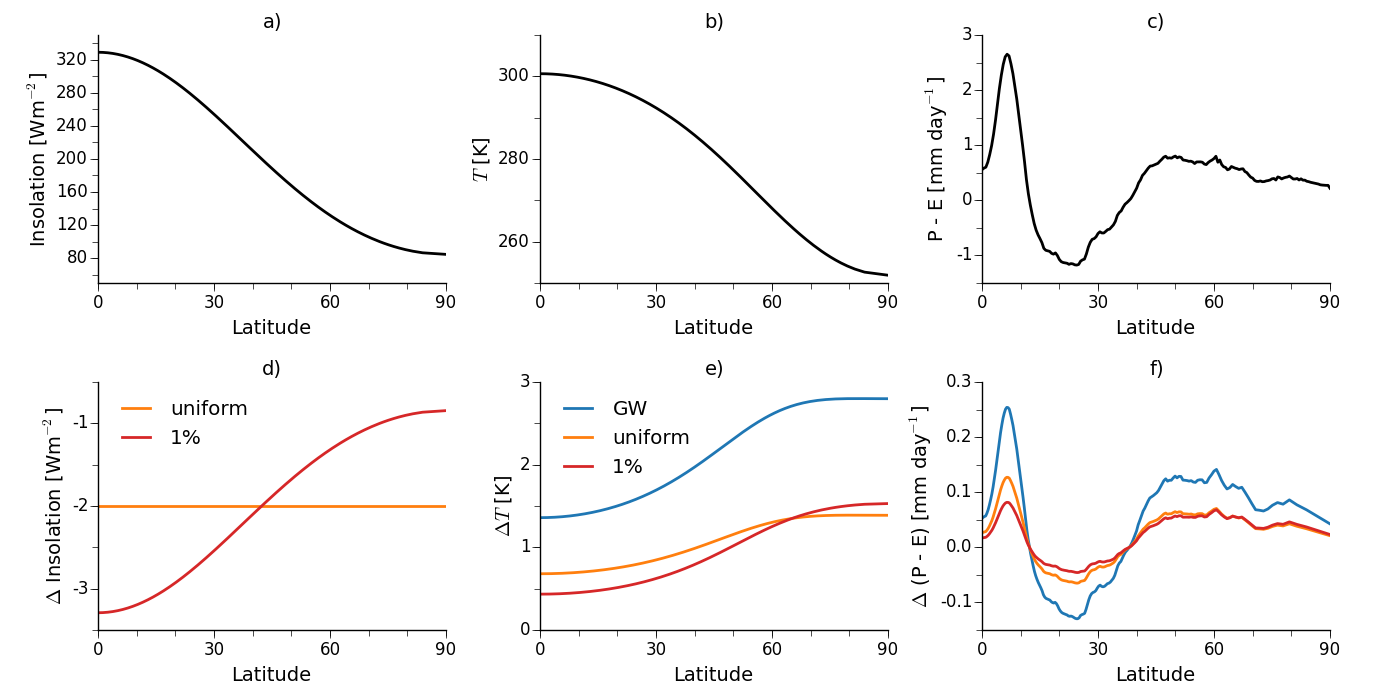 a)
Insolation [Wm⁻²]
320
280
240
200
160
120
80
0 30 60 90
Latitude
b)
T [K]
300
280
260
0 30 60 90
Latitude
c)
P - E [mm day⁻¹]
3
2
1
0
-1
0 30 60 90
Latitude
d)
Δ Insolation [Wm⁻²]
-1
-2
-3
uniform
1%
0 30 60 90
Latitude
e)
ΔT [K]
3
2
1
0
GW
uniform
1%
0 30 60 90
Latitude
f)
Δ (P - E) [mm day⁻¹]
0.3
0.2
0.1
0.0
-0.1
0 30 60 90
Latitude